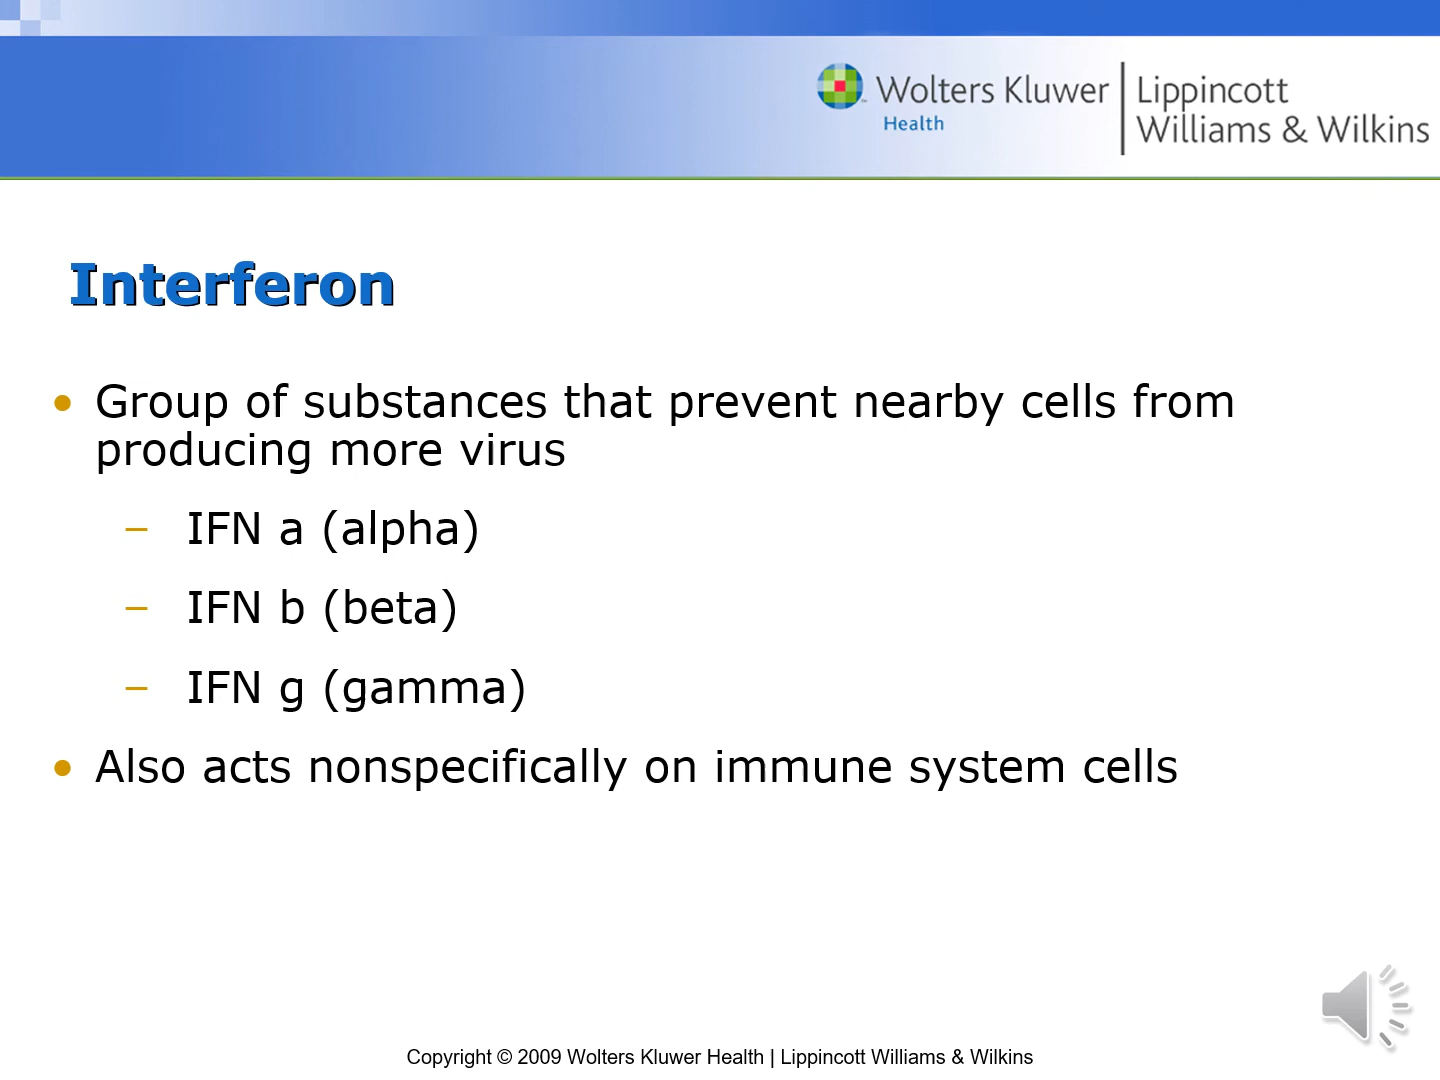 Wolters Kluwer
Health
Lippincott
Williams & Wilkins
Interferon
• Group of substances that prevent nearby cells from
producing more virus
– IFN a (alpha)
– IFN b (beta)
– IFN g (gamma)
• Also acts nonspecifically on immune system cells
Copyright © 2009 Wolters Kluwer Health | Lippincott Williams & Wilkins